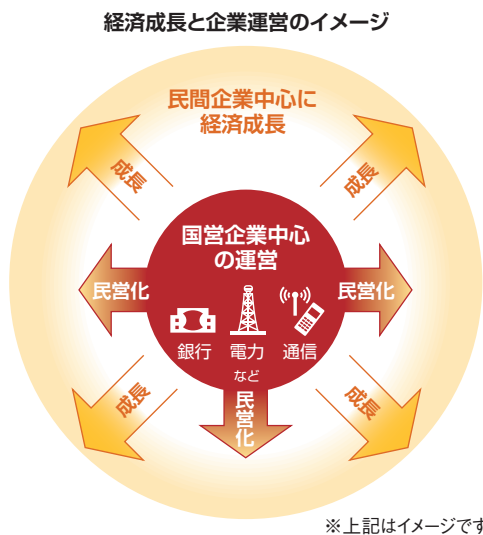 経済成長と企業運営のイメージ
民間企業中心に
経済成長
成長
成長
国営企業中心
の運営
民営化
民営化
銀行
電力
通信
など
民営化
成長
成長
※上記はイメージです